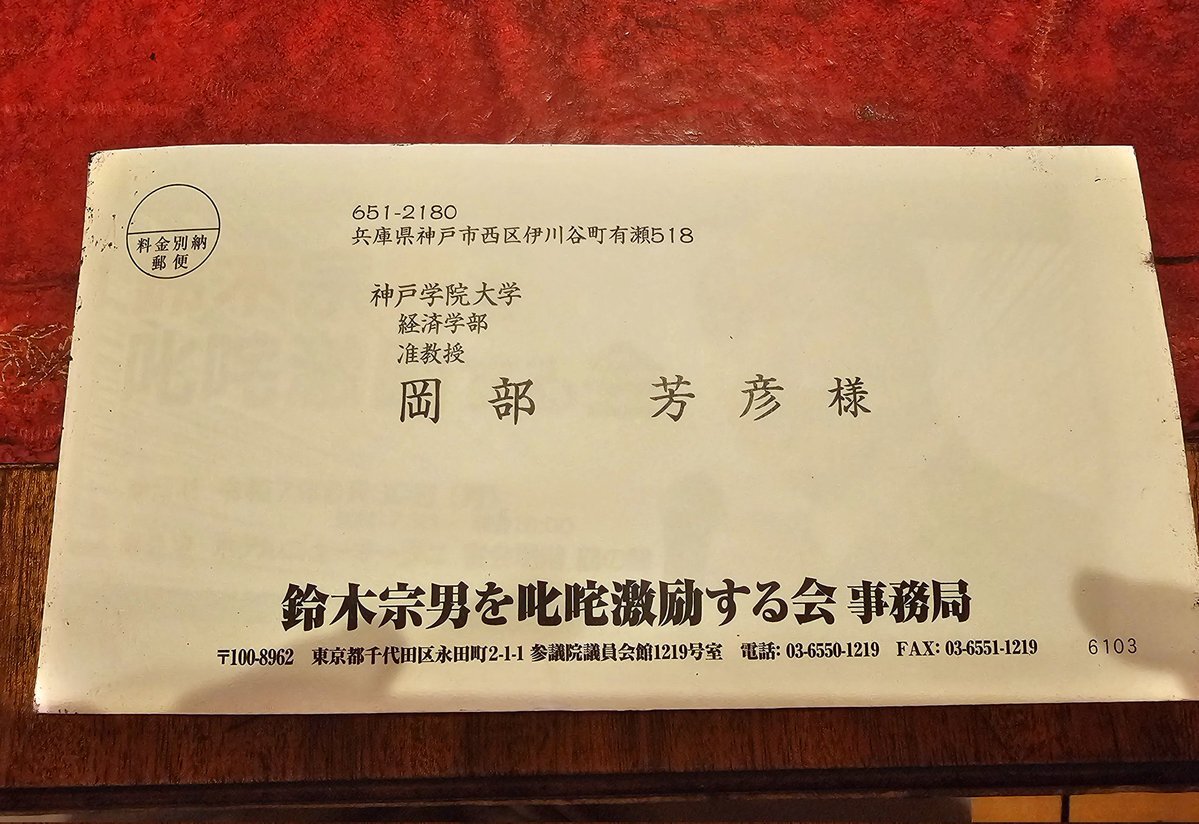 料金別納
郵便
651-2180
兵庫県神戸市西区伊川谷町有瀬518
神戸学院大学
経済学部
准教授
岡部 芳彦 様
鈴木宗男を叱咤激励する会 事務局
〒100-8962 東京都千代田区永田町2-1-1 参議院議員会館1219号室 電話: 03-6550-1219 FAX: 03-6551-1219
6103